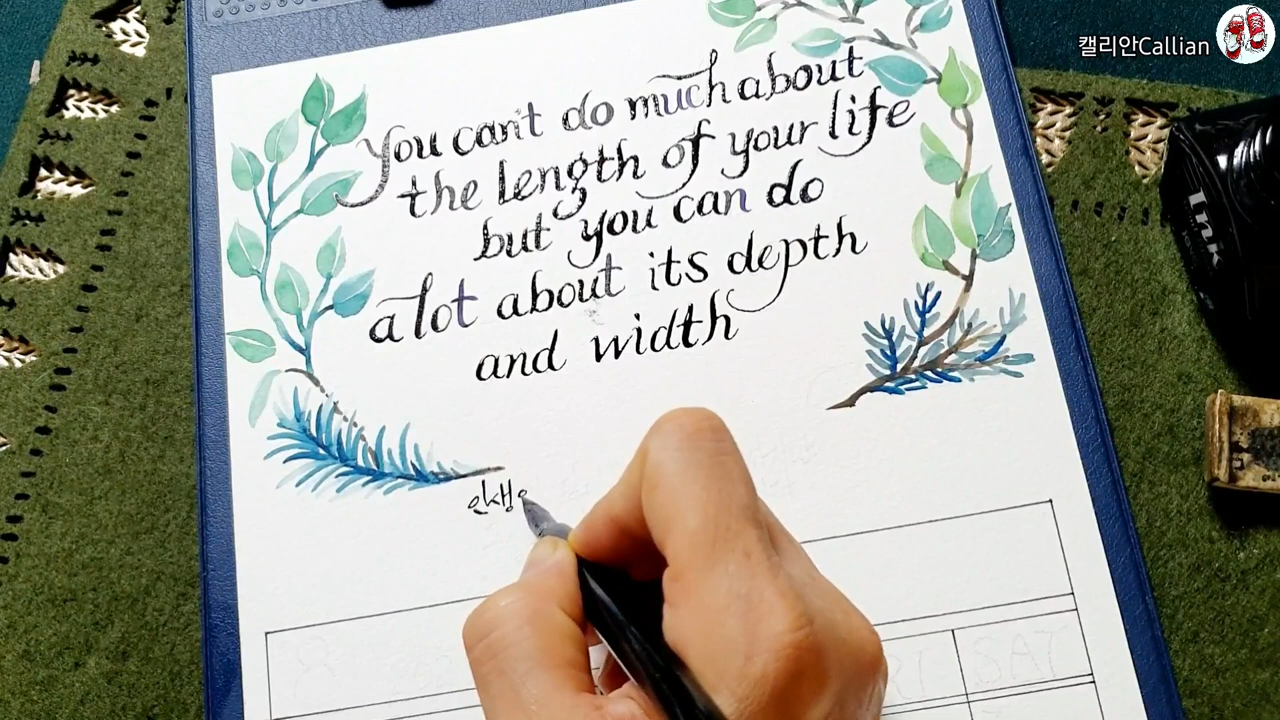 캘리안Callian
You can't do much about
the length of your life
but you can do
a lot about its depth
and width
인생
Ink
SAT